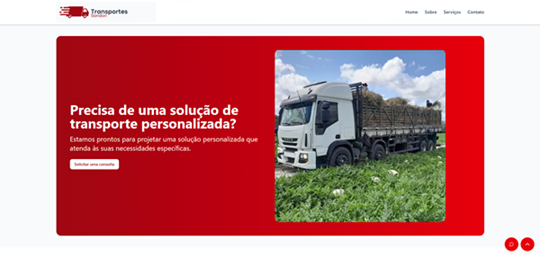 Transportes
Home Sobre Serviços Contato
Precisa de uma solução de
transporte personalizada?
Estamos prontos para projetar uma solução personalizada que
atenda às suas necessidades específicas.
Solicitar uma consulta